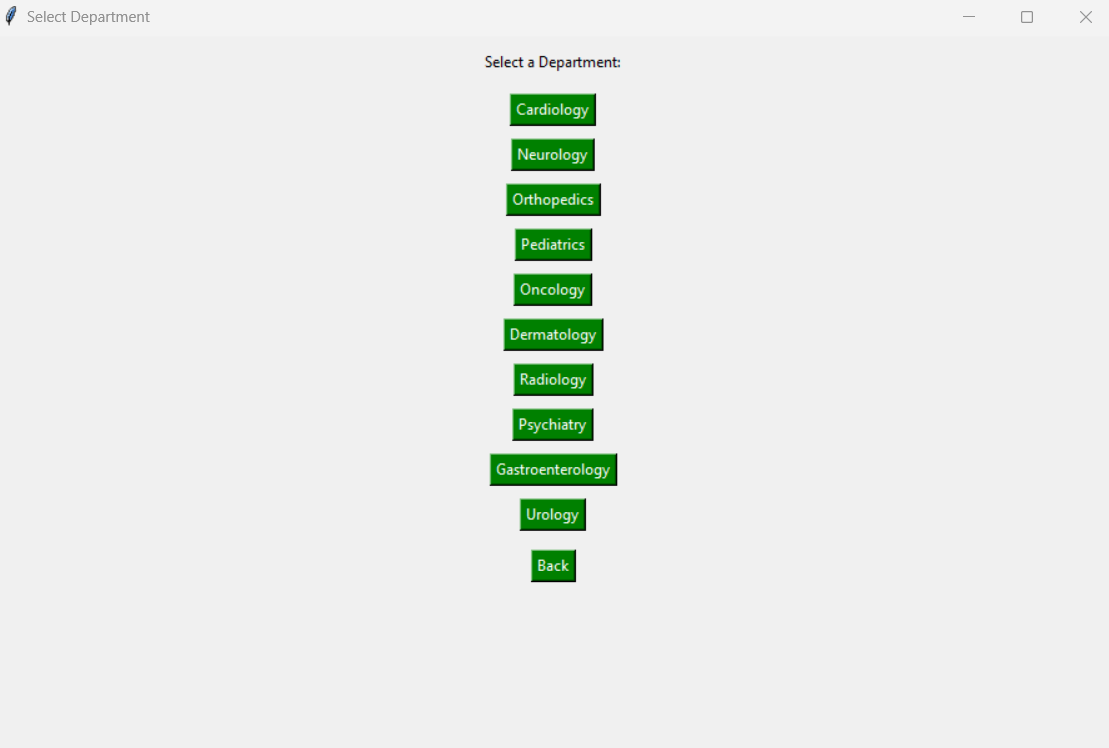 Select Department
Select a Department:
Cardiology
Neurology
Orthopedics
Pediatrics
Oncology
Dermatology
Radiology
Psychiatry
Gastroenterology
Urology
Back